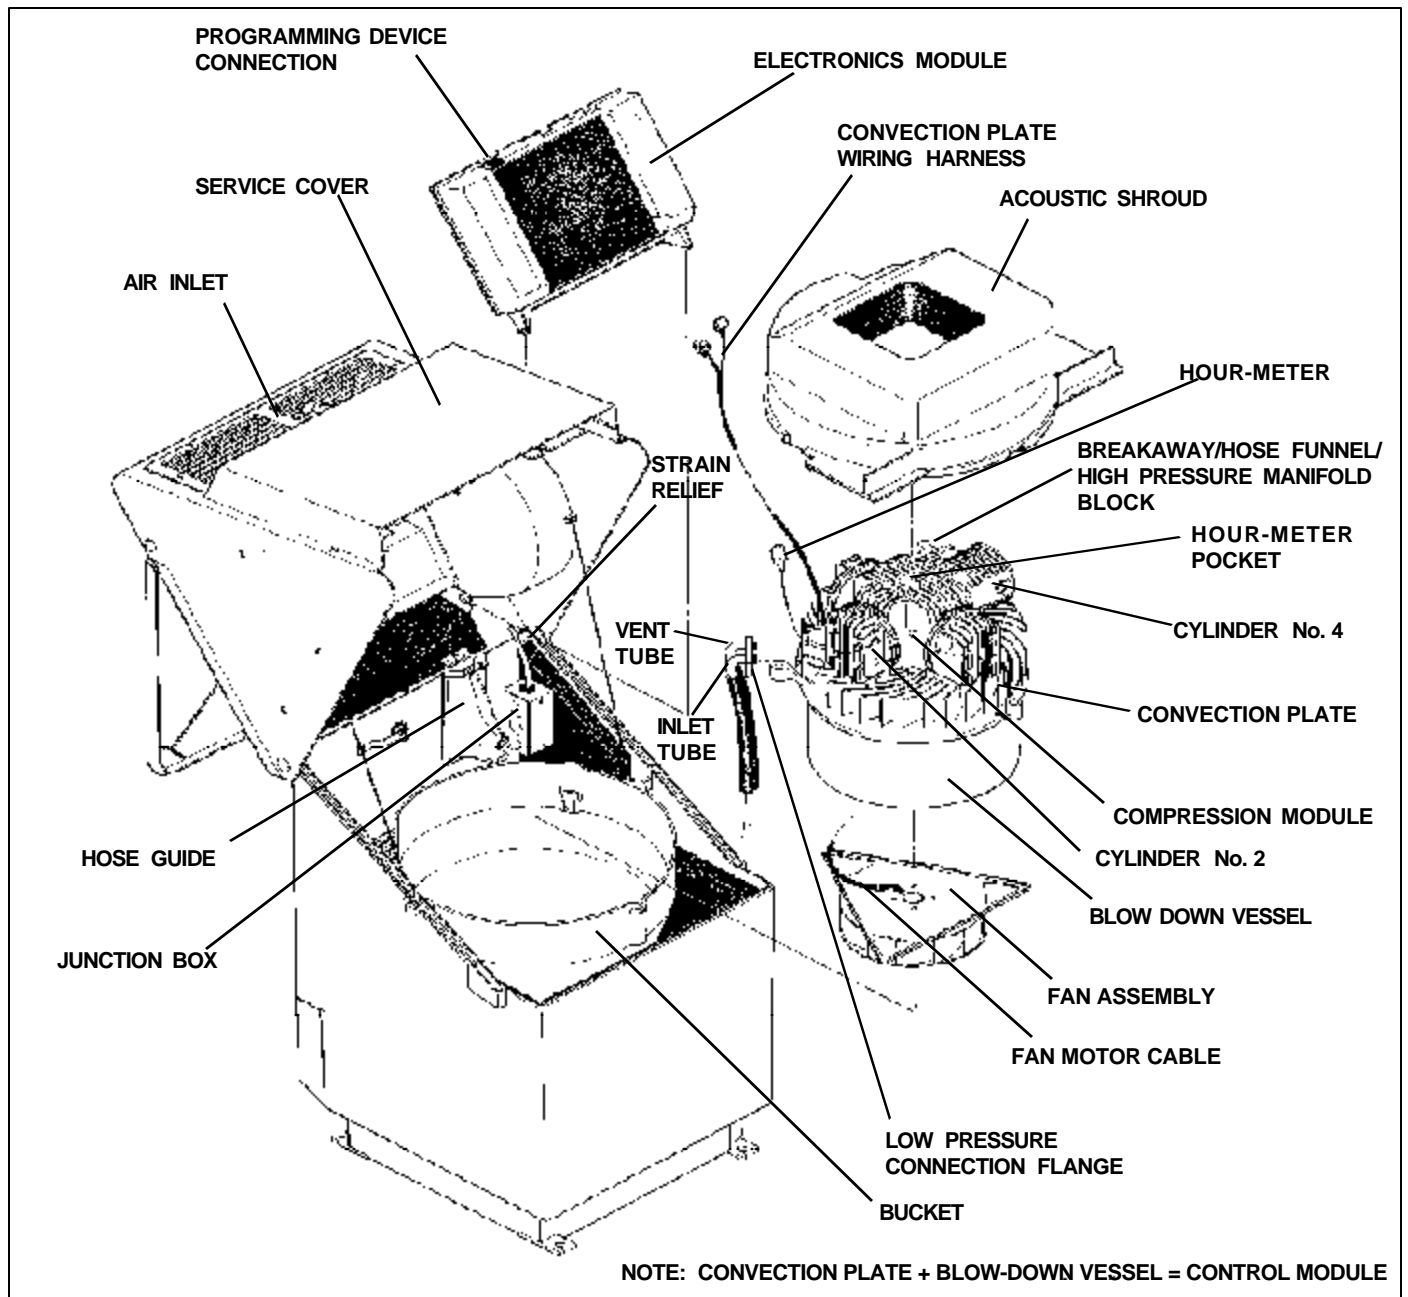 PROGRAMMING DEVICE
CONNECTION
ELECTRONICS MODULE
CONVECTION PLATE
WIRING HARNESS
SERVICE COVER
ACOUSTIC SHROUD
AIR INLET
HOUR-METER
STRAIN
RELIEF
BREAKAWAY/HOSE FUNNEL/
HIGH PRESSURE MANIFOLD
BLOCK
HOUR-METER
POCKET
VENT
TUBE
CYLINDER No. 4
INLET
TUBE
CONVECTION PLATE
COMPRESSION MODULE
HOSE GUIDE
CYLINDER No. 2
BLOW DOWN VESSEL
JUNCTION BOX
FAN ASSEMBLY
FAN MOTOR CABLE
LOW PRESSURE
CONNECTION FLANGE
BUCKET
NOTE: CONVECTION PLATE + BLOW-DOWN VESSEL = CONTROL MODULE